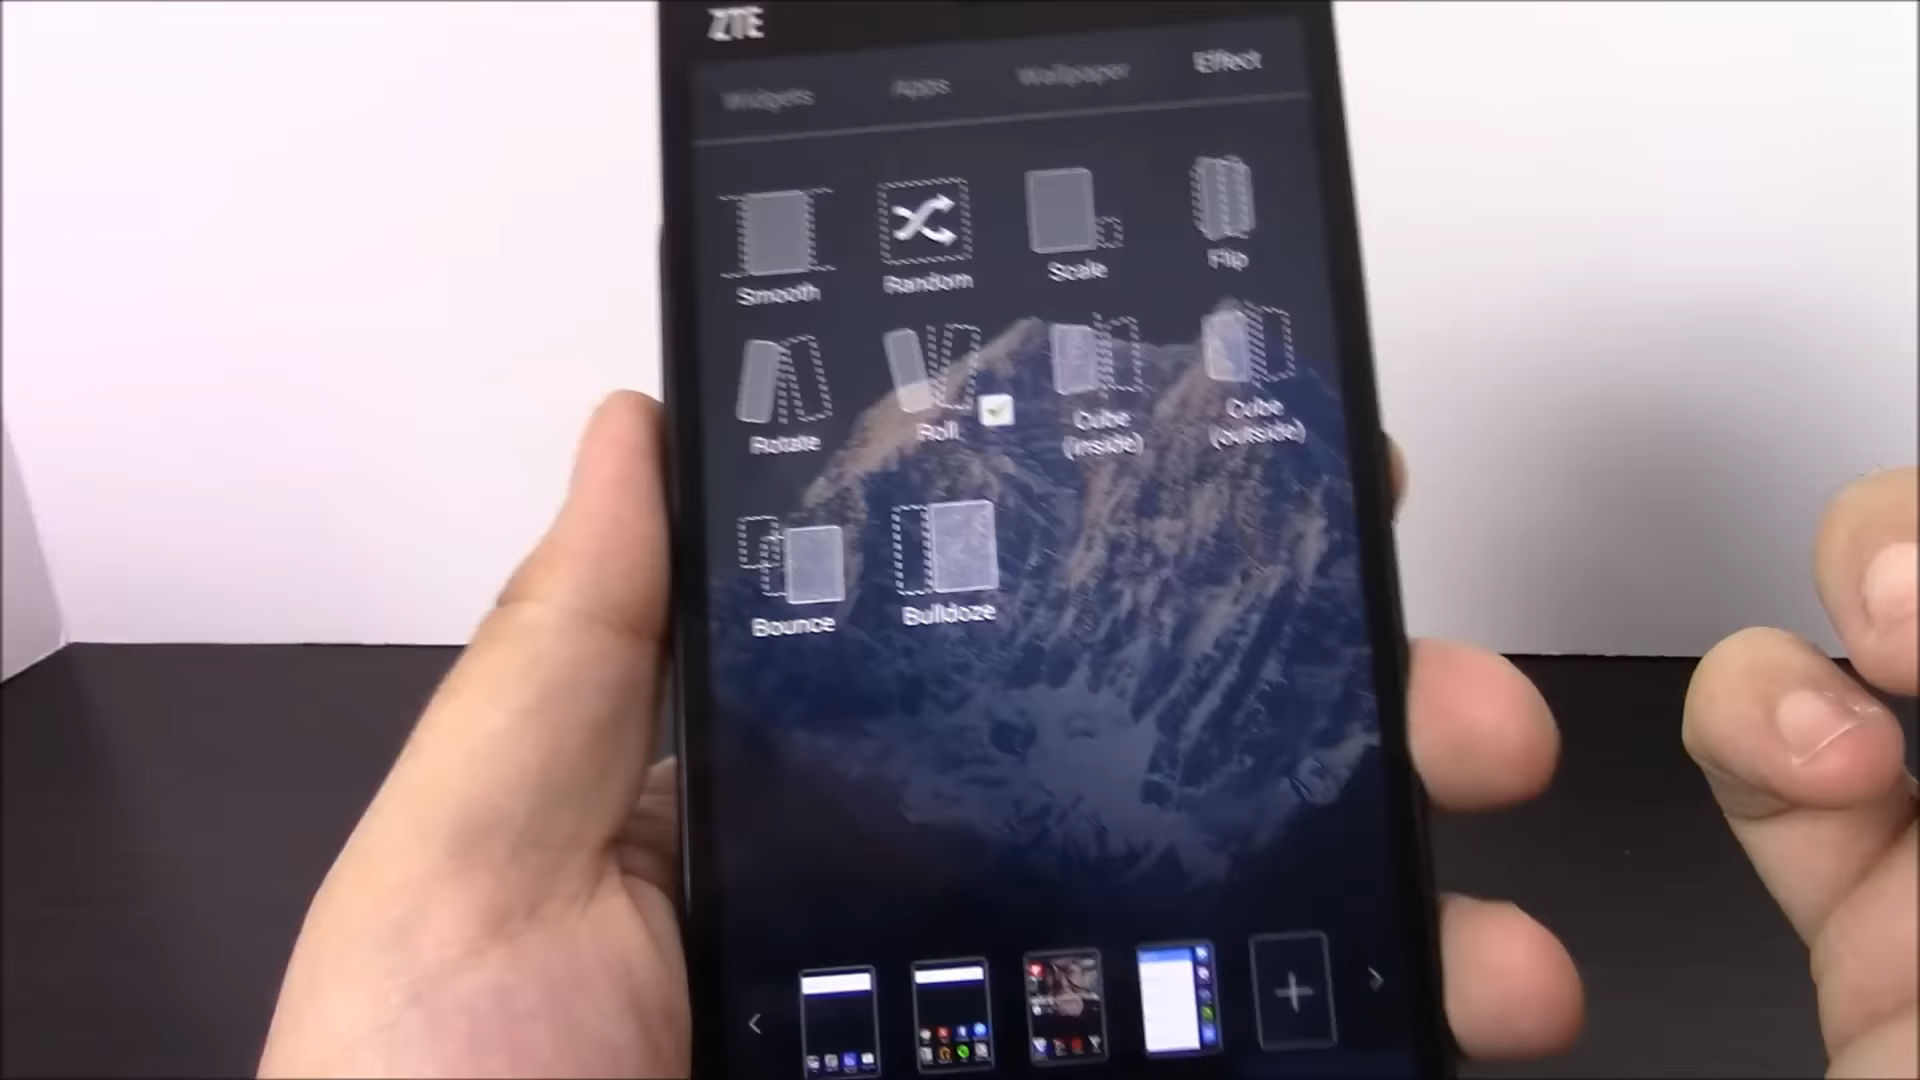 ZTE
Widgets Apps Wallpaper Effect
Smooth Random Scale Flip
Rotate Roll Cube (inside) Cube (outside)
Bounce Bulldoze